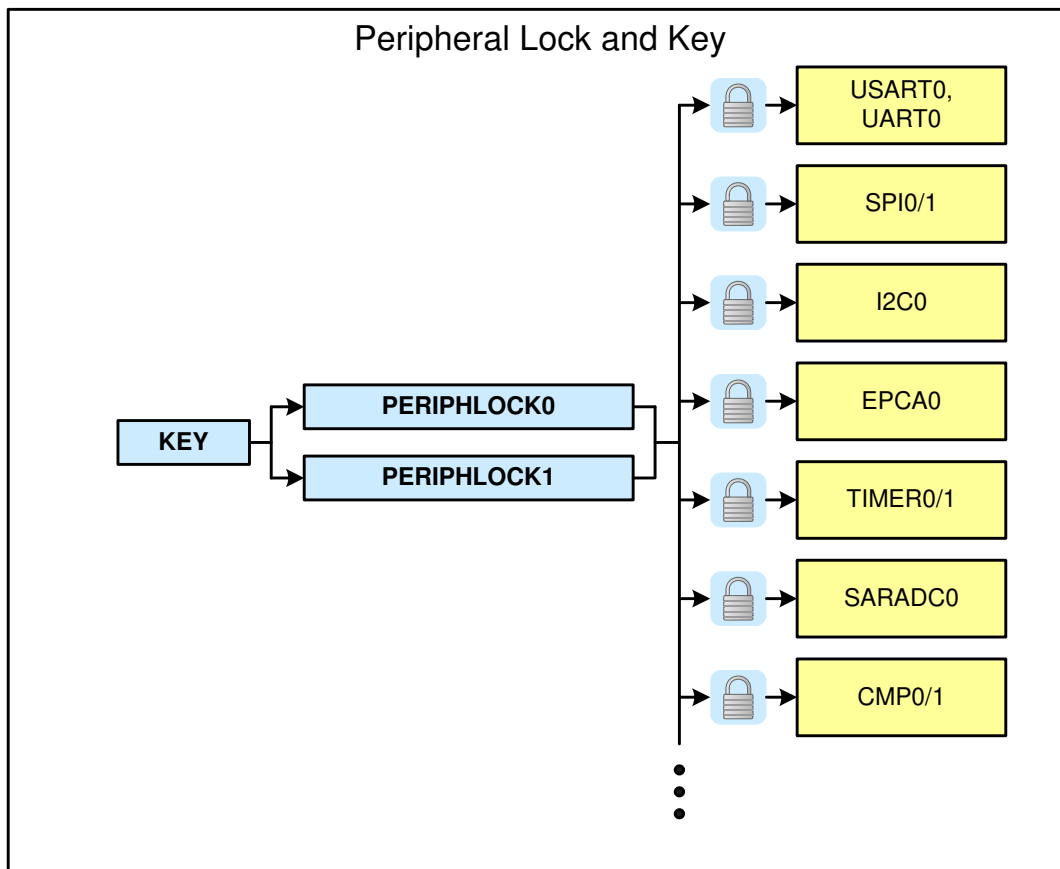 Peripheral Lock and Key
USART0,
UART0
SPI0/1
I2C0
EPCA0
KEY
PERIPHLOCK0
PERIPHLOCK1
TIMER0/1
SARADC0
CMP0/1